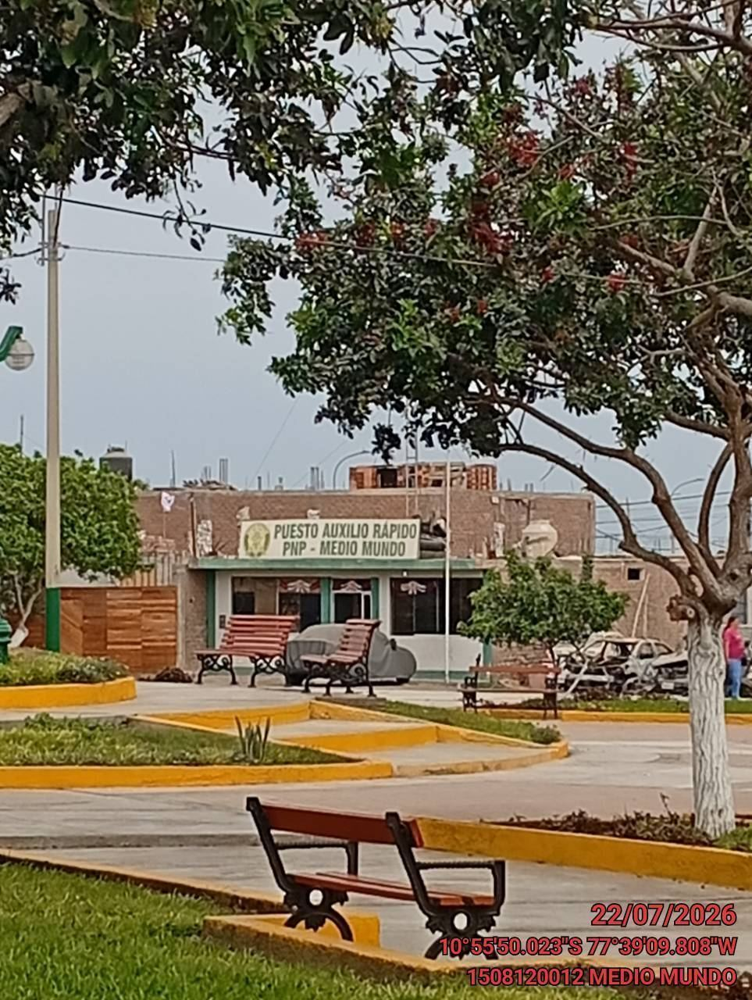 PUESTO AUXILIO RÁPIDO
PNP - MEDIO MUNDO
22/07/2026
10°55'50.023"S 77°39'09.808"W
1508120012 MEDIO MUNDO